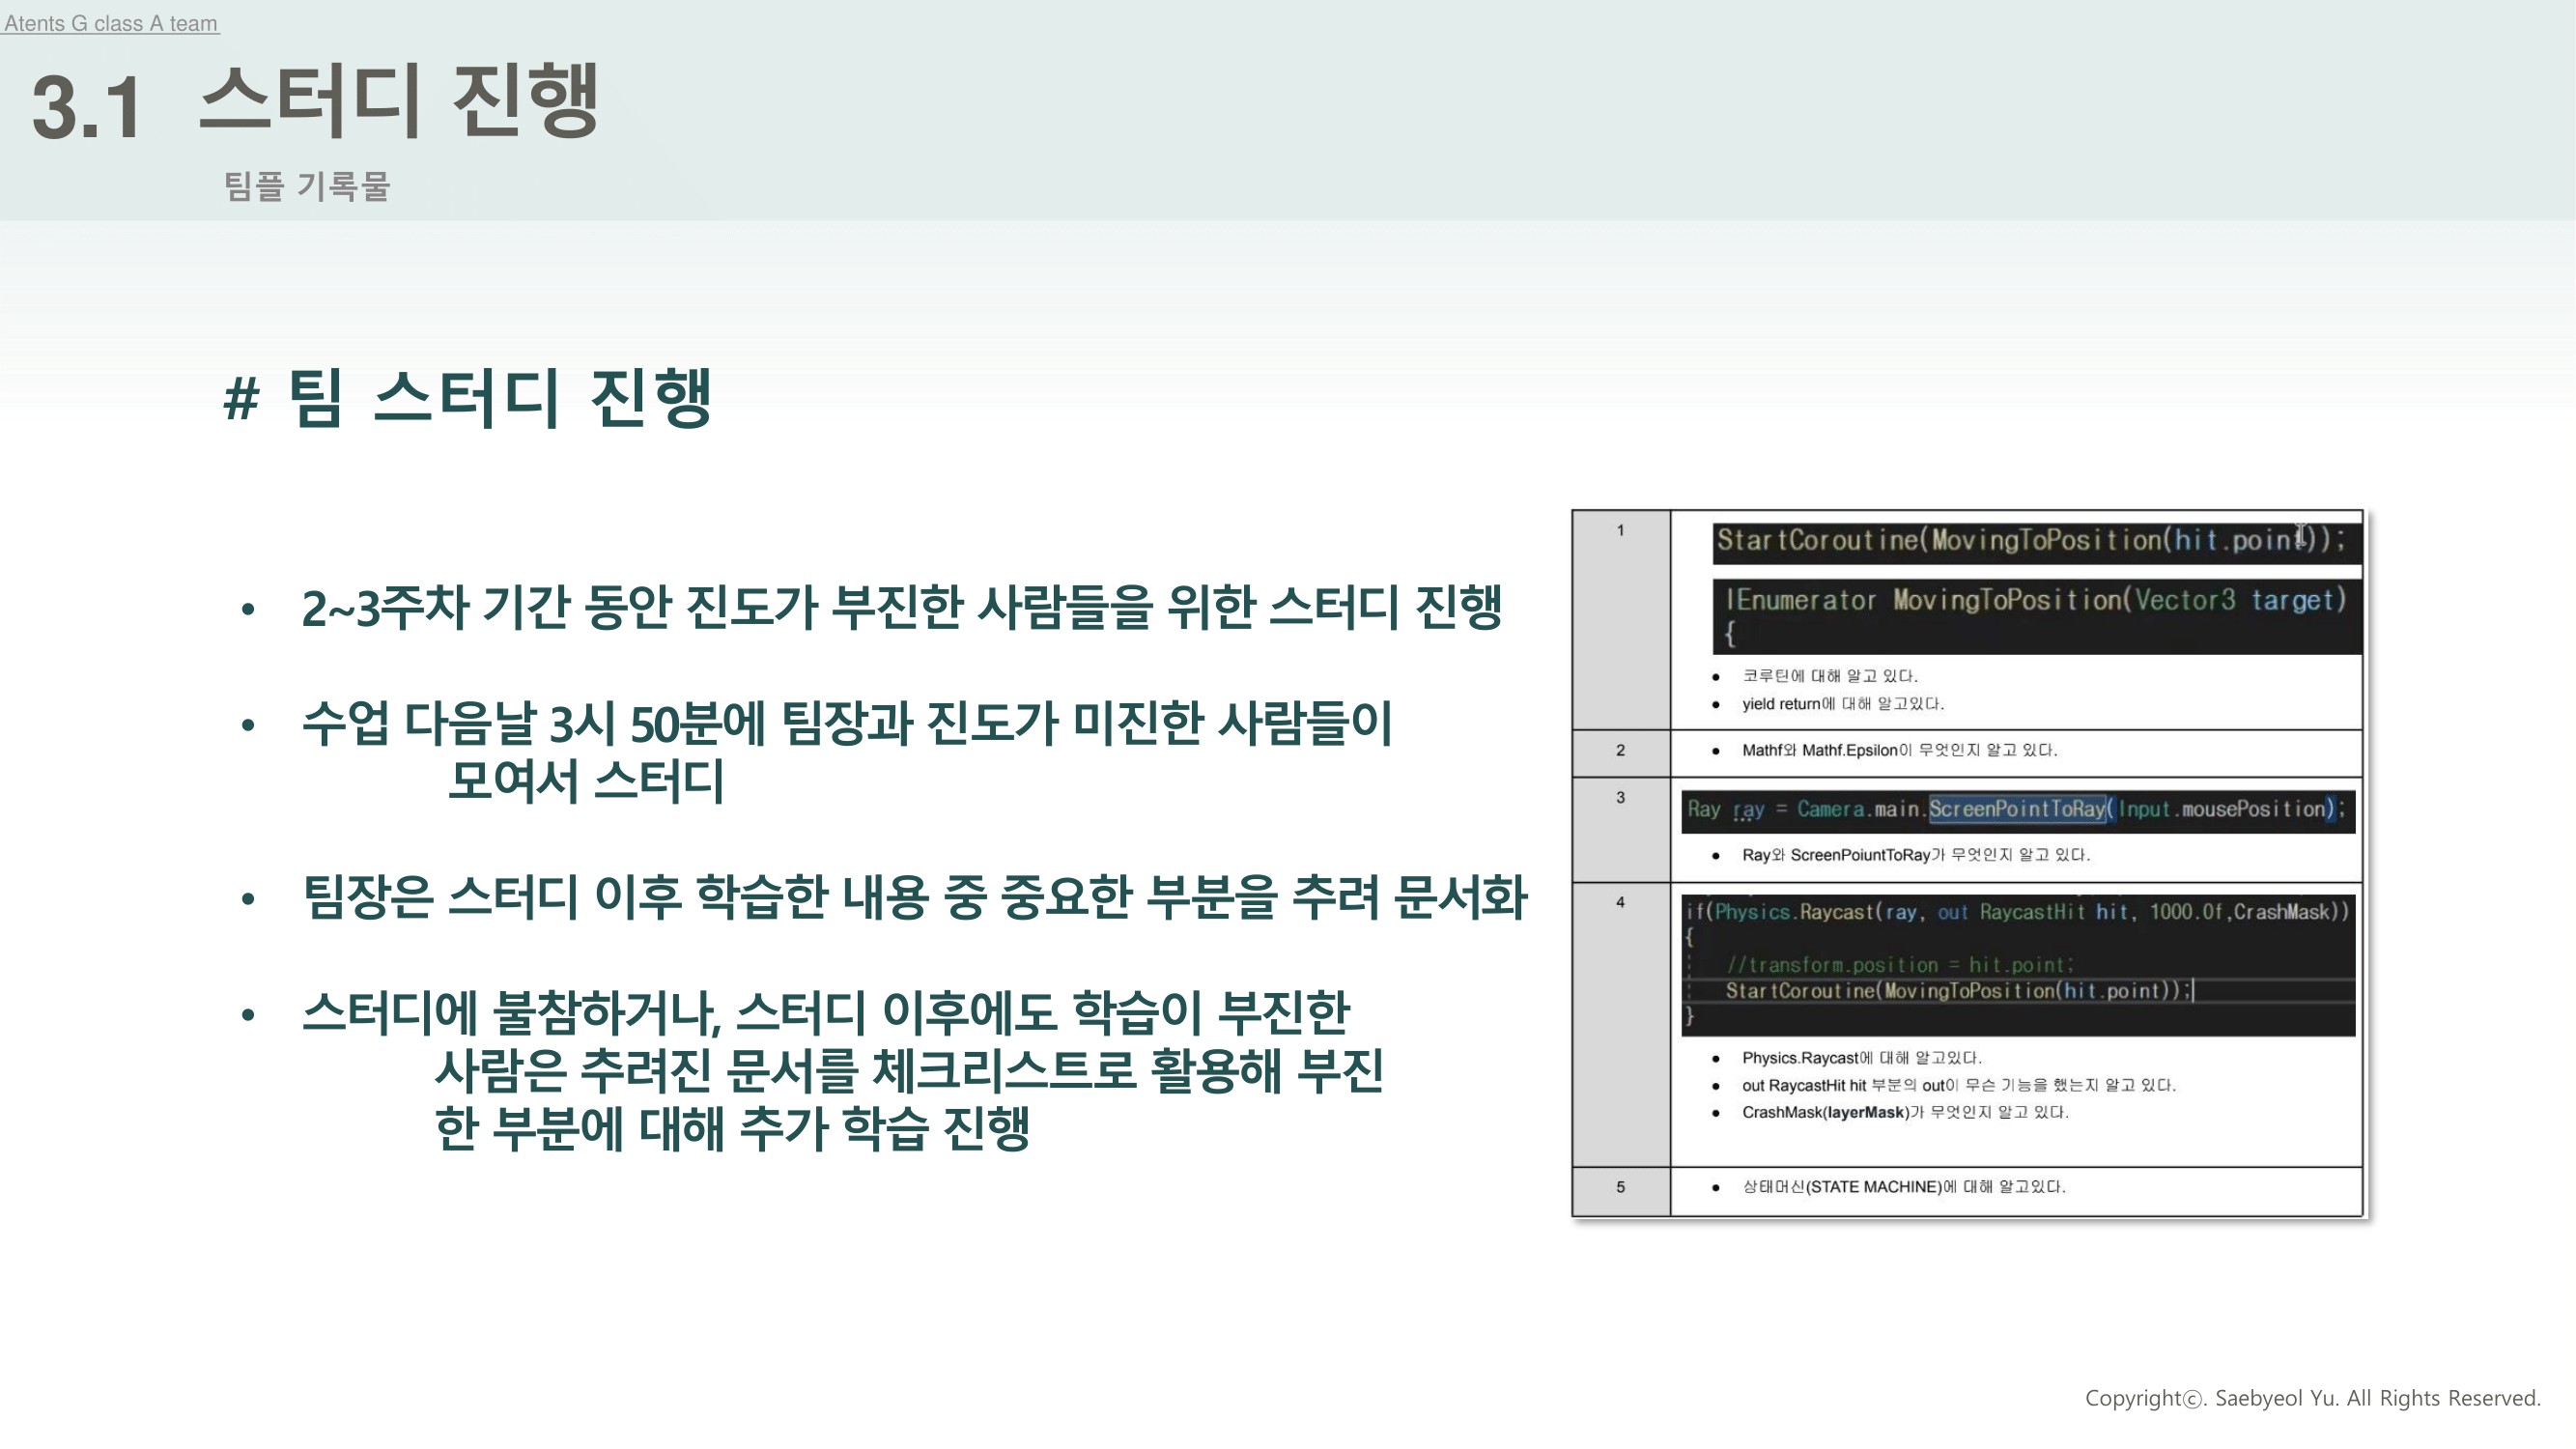 Atents G class A team
3.1 스터디 진행
팀플 기록물
# 팀 스터디 진행
• 2~3주차 기간 동안 진도가 부진한 사람들을 위한 스터디 진행
• 수업 다음날 3시 50분에 팀장과 진도가 미진한 사람들이
모여서 스터디
• 팀장은 스터디 이후 학습한 내용 중 중요한 부분을 추려 문서화
• 스터디에 불참하거나, 스터디 이후에도 학습이 부진한
사람은 추려진 문서를 체크리스트로 활용해 부진
한 부분에 대해 추가 학습 진행
1
StartCoroutine(MovingToPosition(hit.point));
IEnumerator MovingToPosition(Vector3 target)
{
• 코루틴에 대해 알고 있다.
• yield return에 대해 알고있다.
2
• Mathf와 Mathf.Epsilon이 무엇인지 알고 있다.
3
Ray ray = Camera.main.ScreenPointToRay(Input.mousePosition);
• Ray와 ScreenPoiuntToRay가 무엇인지 알고 있다.
4
if(Physics.Raycast(ray, out RaycastHit hit, 1000.0f,CrashMask))
{
//transform.position = hit.point;
StartCoroutine(MovingToPosition(hit.point));
}
• Physics.Raycast에 대해 알고있다.
• out RaycastHit hit 부분의 out이 무슨 기능을 했는지 알고 있다.
• CrashMask(layerMask)가 무엇인지 알고 있다.
5
• 상태머신(STATE MACHINE)에 대해 알고있다.
Copyrightⓒ. Saebyeol Yu. All Rights Reserved.